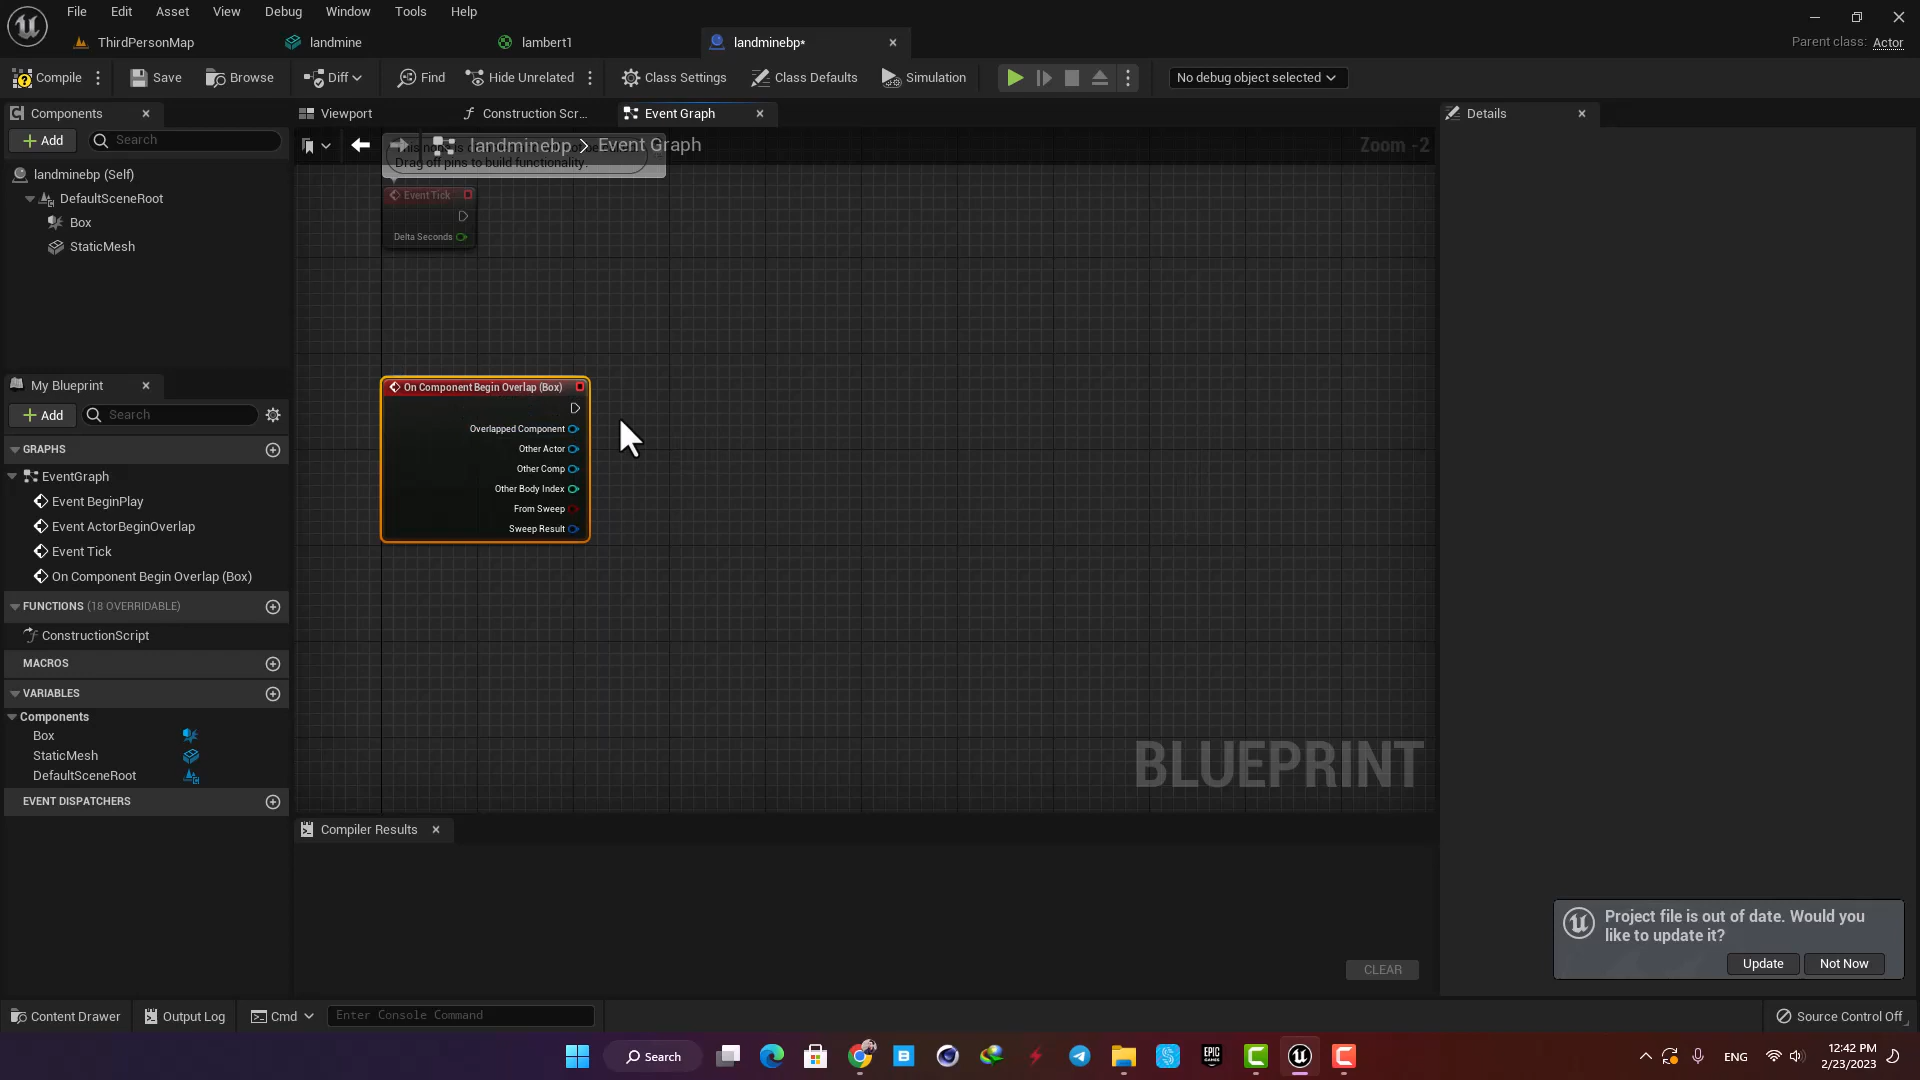 File Edit Asset View Debug Window Tools Help
ThirdPersonMap landmine lambert1 landminebp*
Parent class: Actor
Compile Save Browse Diff Find Hide Unrelated Class Settings Class Defaults Simulation No debug object selected
Components
Viewport Construction Scr... Event Graph
Details
Add Search
landminebp > Event Graph
Zoom -2
Drag off pins to build functionality.
landminebp (Self)
DefaultSceneRoot
Box
StaticMesh
Event Tick
Delta Seconds
My Blueprint
Add Search
GRAPHS
EventGraph
Event BeginPlay
Event ActorBeginOverlap
Event Tick
On Component Begin Overlap (Box)
FUNCTIONS (18 OVERRIDABLE)
ConstructionScript
MACROS
VARIABLES
Components
Box
StaticMesh
DefaultSceneRoot
EVENT DISPATCHERS
On Component Begin Overlap (Box)
Overlapped Component
Other Actor
Other Comp
Other Body Index
From Sweep
Sweep Result
BLUEPRINT
Compiler Results
CLEAR
Project file is out of date. Would you
like to update it?
Update Not Now
Content Drawer Output Log Cmd Enter Console Command
Source Control Off
Search
ENG
12:42 PM
2/23/2023